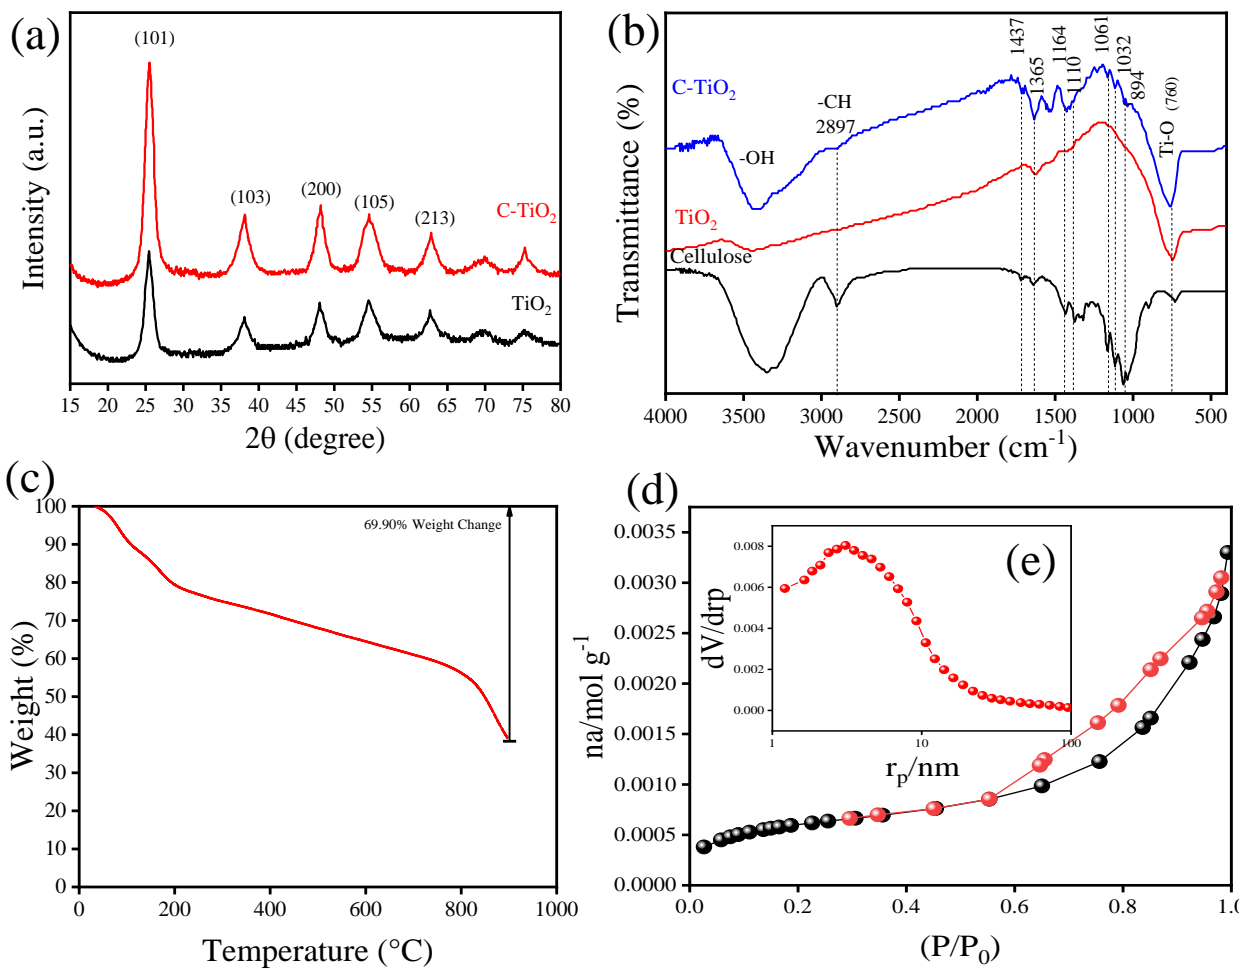 (a)
(101)
(103)
(200)
(105)
(213)
C-TiO₂
TiO₂
Intensity (a.u.)
15 20 25 30 35 40 45 50 55 60 65 70 75 80
2θ (degree)
(b)
1437
1365
1164
1110
1061
1032
894
C-TiO₂
-CH
2897
-OH
Ti-O (760)
TiO₂
Cellulose
Transmittance (%)
4000 3500 3000 2000 1500 1000 500
Wavenumber (cm⁻¹)
(c)
100
90
80
70
60
50
40
30
20
10
0
69.90% Weight Change
Weight (%)
0 200 400 600 800 1000
Temperature (°C)
(d)
0.0035
0.0030
0.0025
0.0020
0.0015
0.0010
0.0005
0.0000
na/mol g⁻¹
0.0 0.2 0.4 0.6 0.8 1.0
(P/P₀)
(e)
0.008
0.006
0.004
0.002
0.000
dV/drp
1 10 100
rₚ/nm